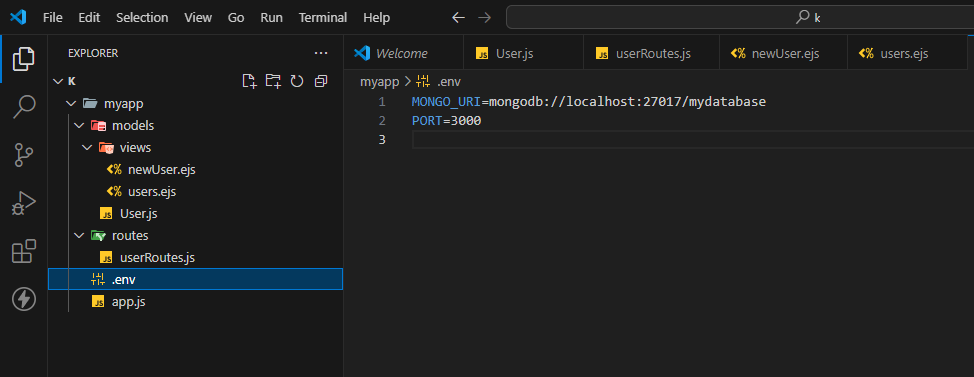 File Edit Selection View Go Run Terminal Help
k
EXPLORER
Welcome
User.js
userRoutes.js
newUser.ejs
users.ejs
K
myapp > .env
myapp
models
views
newUser.ejs
users.ejs
User.js
routes
userRoutes.js
.env
app.js
1 MONGO_URI=mongodb://localhost:27017/mydatabase
2 PORT=3000
3